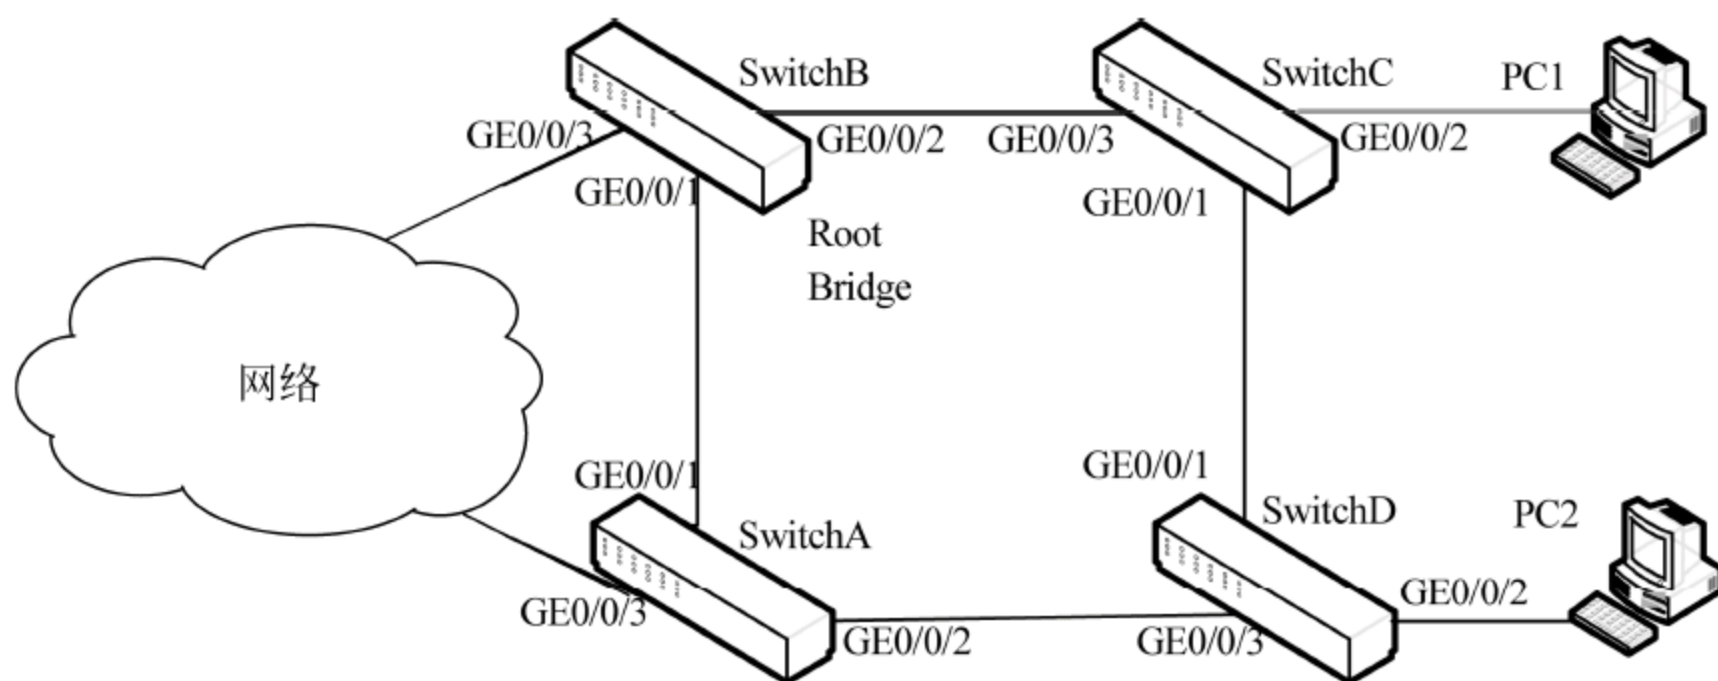 SwitchB
SwitchC
PC1
GE0/0/3
GE0/0/2
GE0/0/3
GE0/0/2
GE0/0/1
GE0/0/1
Root
Bridge
网络
GE0/0/1
GE0/0/1
SwitchA
SwitchD
PC2
GE0/0/3
GE0/0/2
GE0/0/3
GE0/0/2